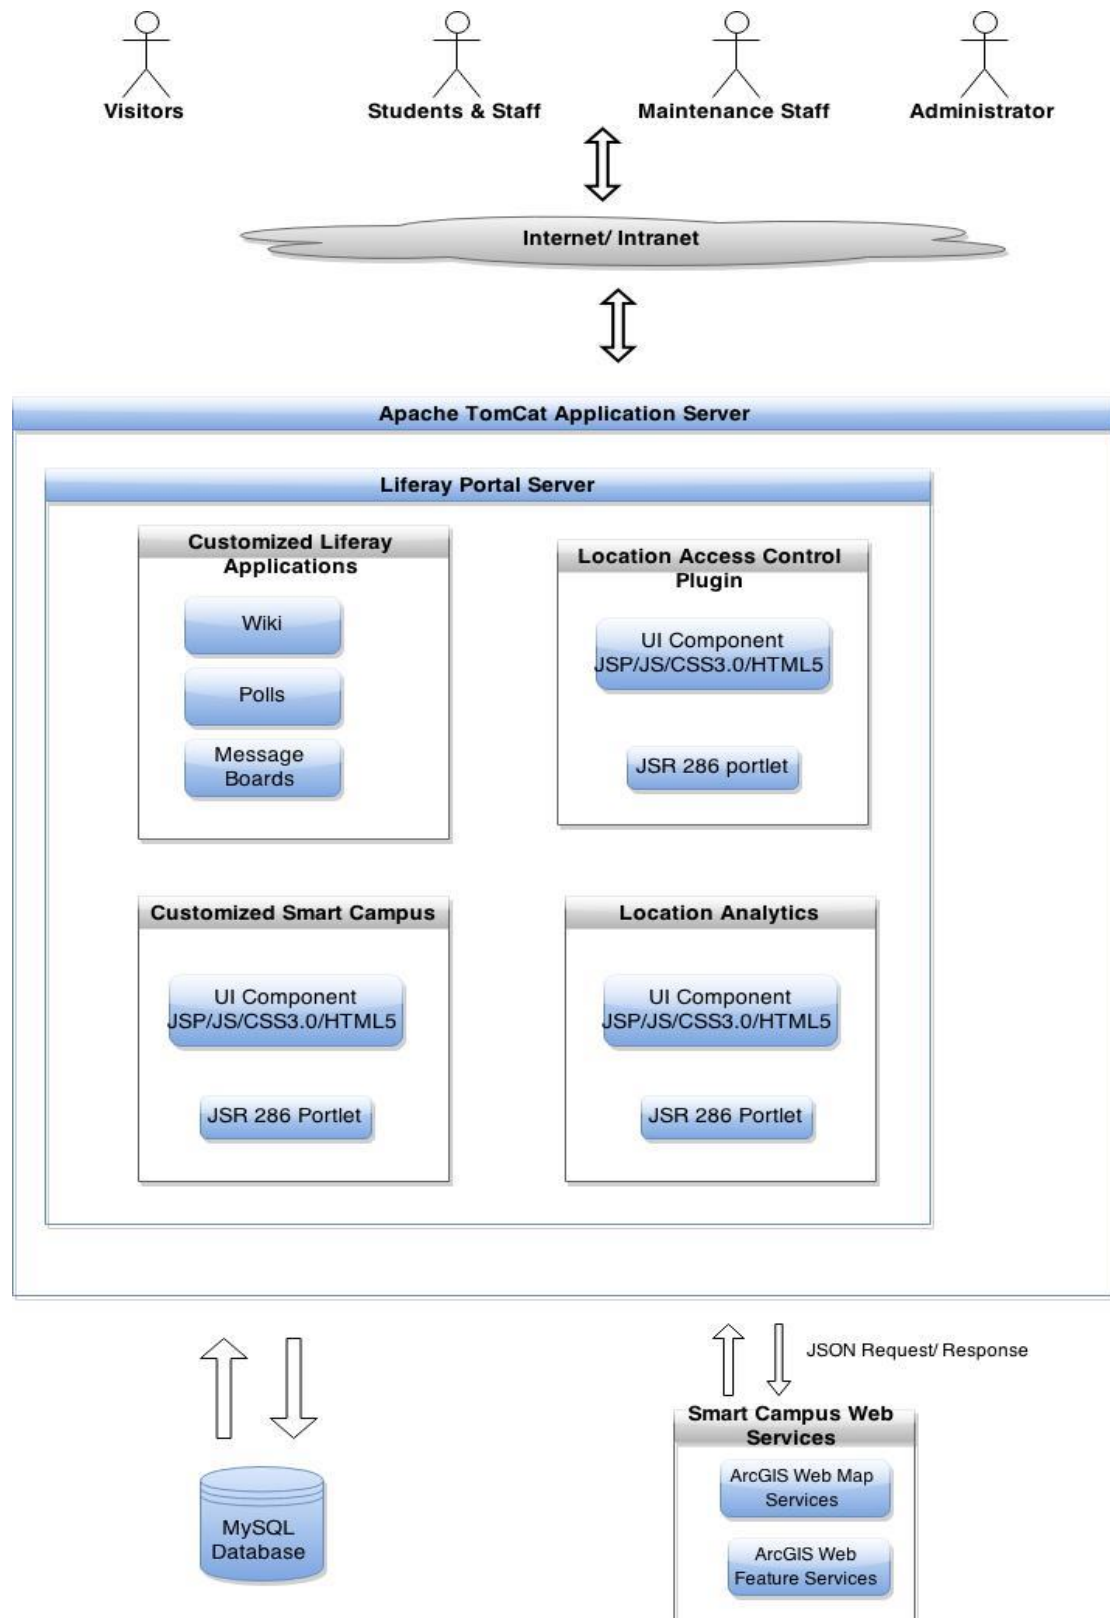 Visitors
Students & Staff
Maintenance Staff
Administrator
Internet/ Intranet
Apache TomCat Application Server
Liferay Portal Server
Customized Liferay
Applications
Wiki
Polls
Message
Boards
Location Access Control
Plugin
UI Component
JSP/JS/CSS3.0/HTML5
JSR 286 portlet
Customized Smart Campus
UI Component
JSP/JS/CSS3.0/HTML5
JSR 286 Portlet
Location Analytics
UI Component
JSP/JS/CSS3.0/HTML5
JSR 286 Portlet
JSON Request/ Response
MySQL
Database
Smart Campus Web
Services
ArcGIS Web Map
Services
ArcGIS Web
Feature Services